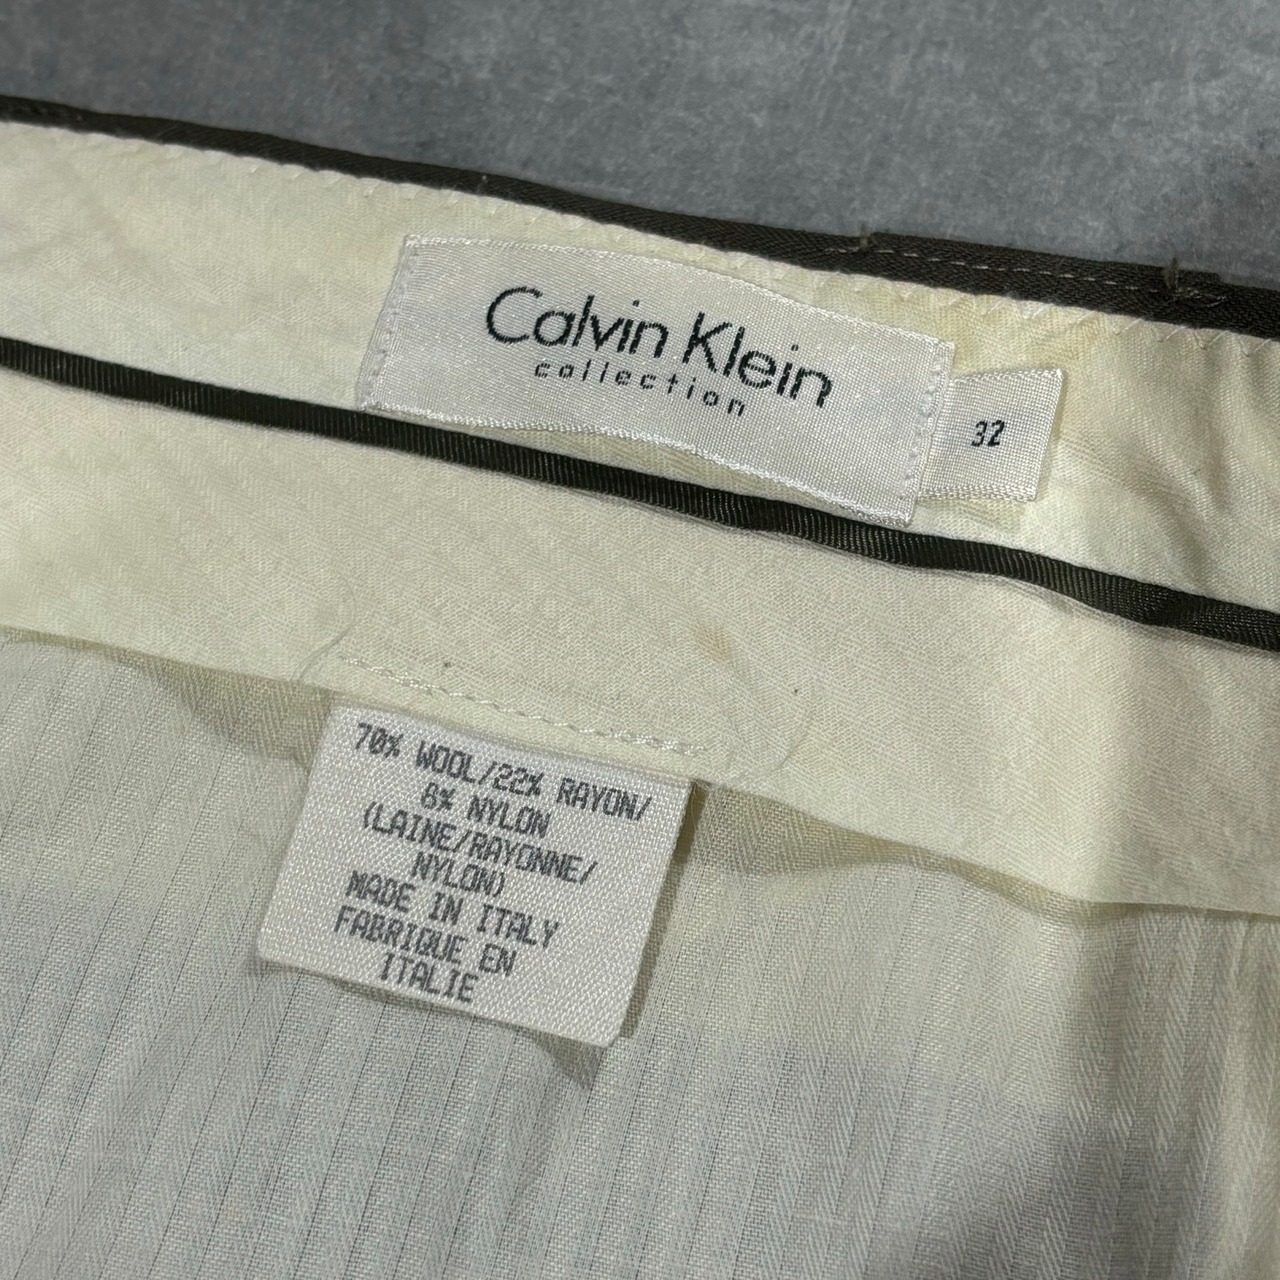 Calvin Klein
collection
32
70% WOOL/22% RAYON/
8% NYLON
(LAINE/RAYONNE/
NYLON)
MADE IN ITALY
FABRIQUE EN
ITALIE